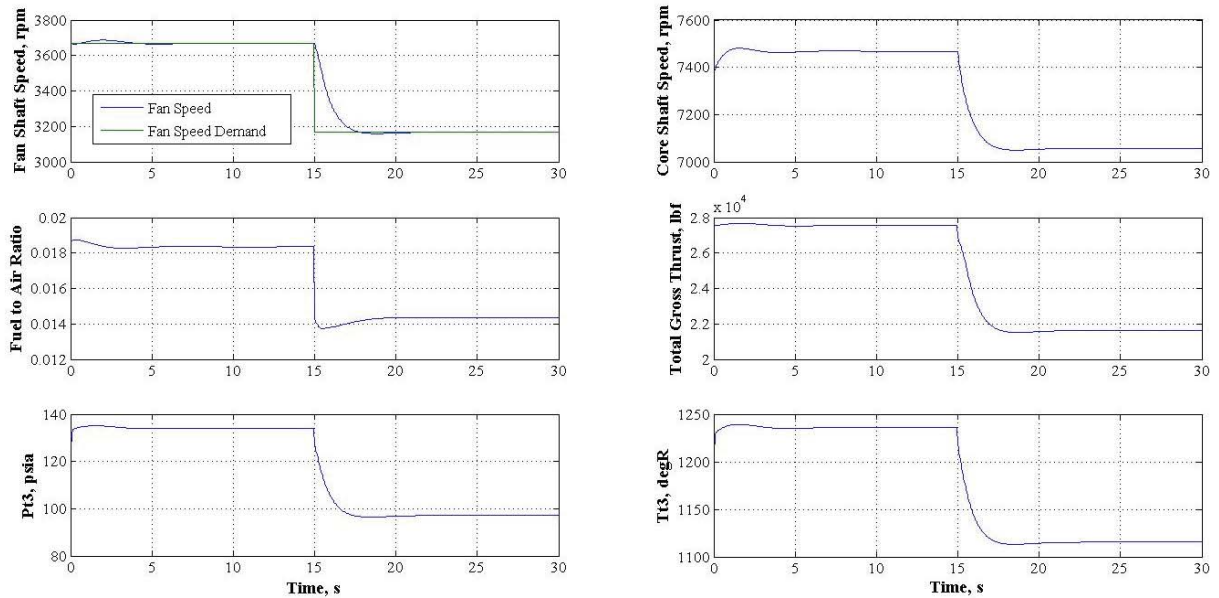 Fan Shaft Speed, rpm
3800
3600
3400
3200
3000
Fan Speed
Fan Speed Demand
0 5 10 15 20 25 30
Core Shaft Speed, rpm
7600
7400
7200
7000
0 5 10 15 20 25 30
Fuel to Air Ratio
0.02
0.018
0.016
0.014
0.012
0 5 10 15 20 25 30
Total Gross Thrust, lbf
x 10⁴
2.8
2.6
2.4
2.2
2
0 5 10 15 20 25 30
Pt3, psia
140
120
100
80
0 5 10 15 20 25 30
Time, s
Tt3, degR
1250
1200
1150
1100
0 5 10 15 20 25 30
Time, s